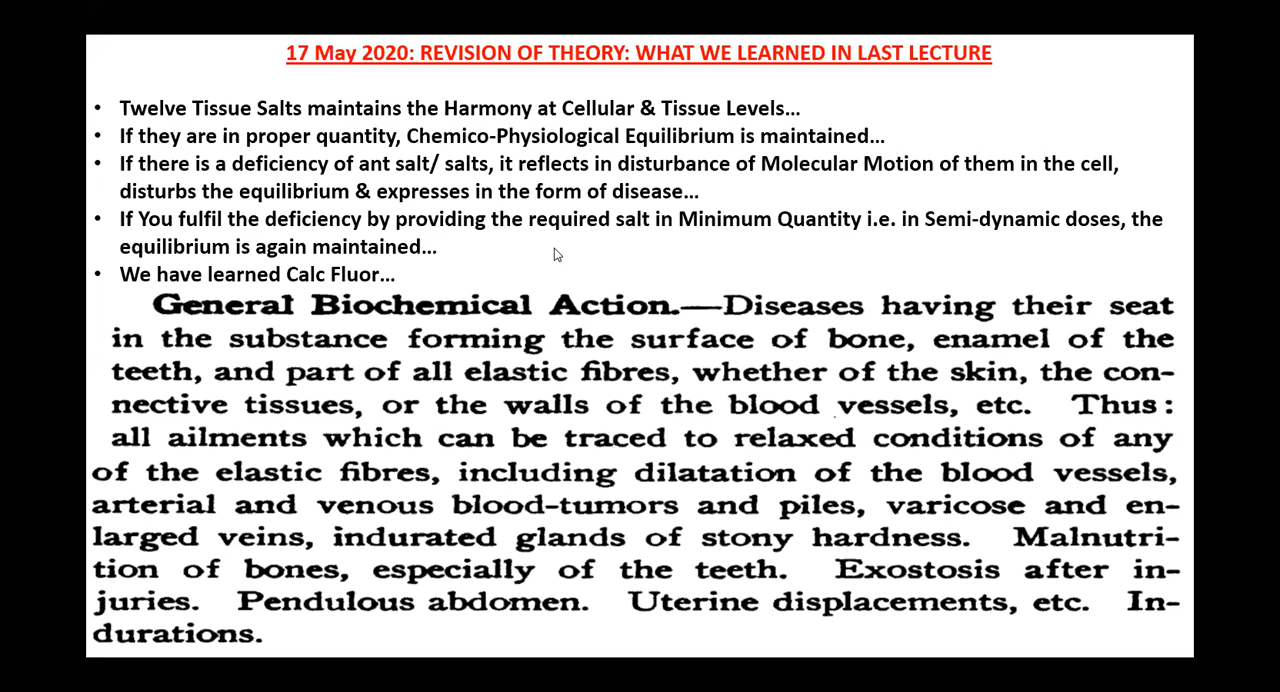 17 May 2020: REVISION OF THEORY: WHAT WE LEARNED IN LAST LECTURE
• Twelve Tissue Salts maintains the Harmony at Cellular & Tissue Levels...
• If they are in proper quantity, Chemico-Physiological Equilibrium is maintained...
• If there is a deficiency of ant salt/ salts, it reflects in disturbance of Molecular Motion of them in the cell,
disturbs the equilibrium & expresses in the form of disease...
• If You fulfil the deficiency by providing the required salt in Minimum Quantity i.e. in Semi-dynamic doses, the
equilibrium is again maintained...
• We have learned Calc Fluor...
General Biochemical Action.—Diseases having their seat
in the substance forming the surface of bone, enamel of the
teeth, and part of all elastic fibres, whether of the skin, the con-
nective tissues, or the walls of the blood vessels, etc. Thus:
all ailments which can be traced to relaxed conditions of any
of the elastic fibres, including dilatation of the blood vessels,
arterial and venous blood-tumors and piles, varicose and en-
larged veins, indurated glands of stony hardness. Malnutri-
tion of bones, especially of the teeth. Exostosis after in-
juries. Pendulous abdomen. Uterine displacements, etc. In-
durations.